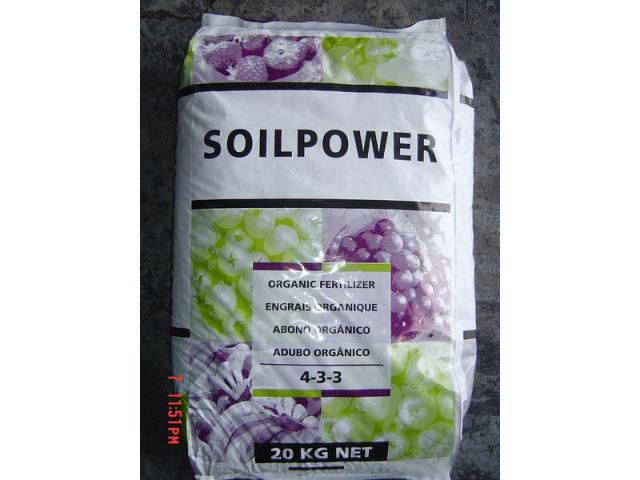 SOILPOWER
ORGANIC FERTILIZER
ENGRAIS ORGANIQUE
ABONO ORGÁNICO
ADUBO ORGÂNICO
4-3-3
20 KG NET
7 11:51PM